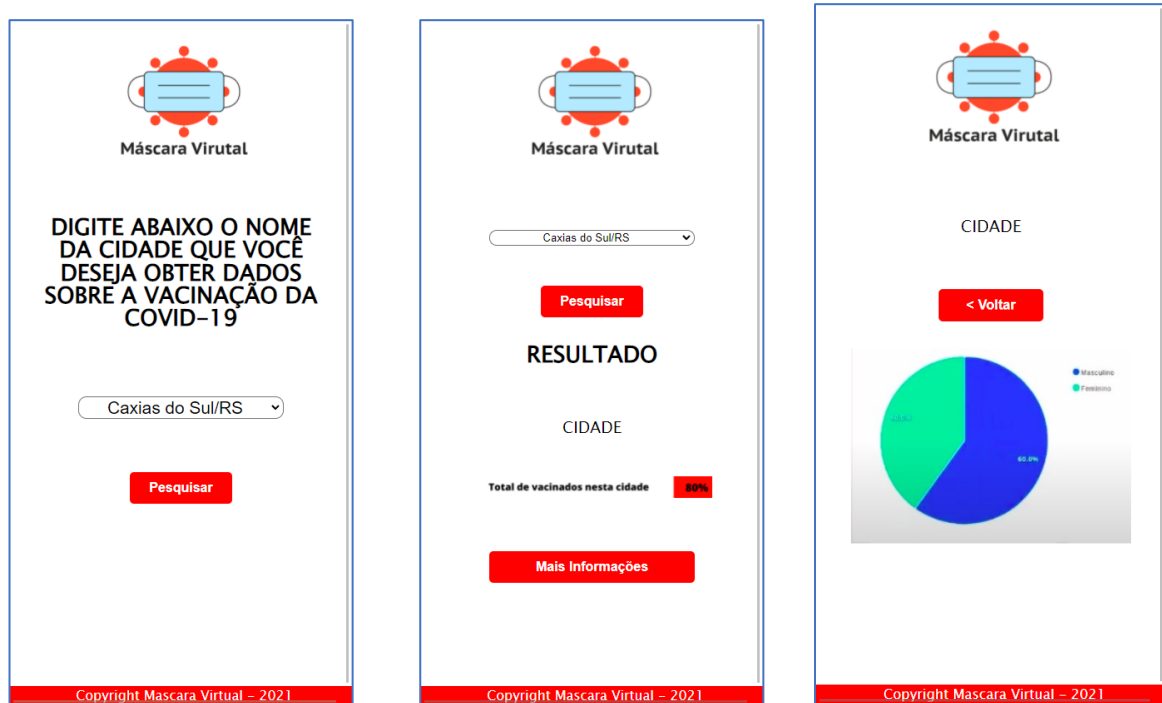 Máscara Virutal
DIGITE ABAIXO O NOME
DA CIDADE QUE VOCÊ
DESEJA OBTER DADOS
SOBRE A VACINAÇÃO DA
COVID-19
Caxias do Sul/RS
Pesquisar
Copyright Mascara Virtual - 2021
Máscara Virutal
Caxias do Sul/RS
Pesquisar
RESULTADO
CIDADE
Total de vacinados nesta cidade 80%
Mais Informações
Copyright Mascara Virtual - 2021
Máscara Virutal
CIDADE
< Voltar
Masculino
Feminino
60.0%
Copyright Mascara Virtual - 2021